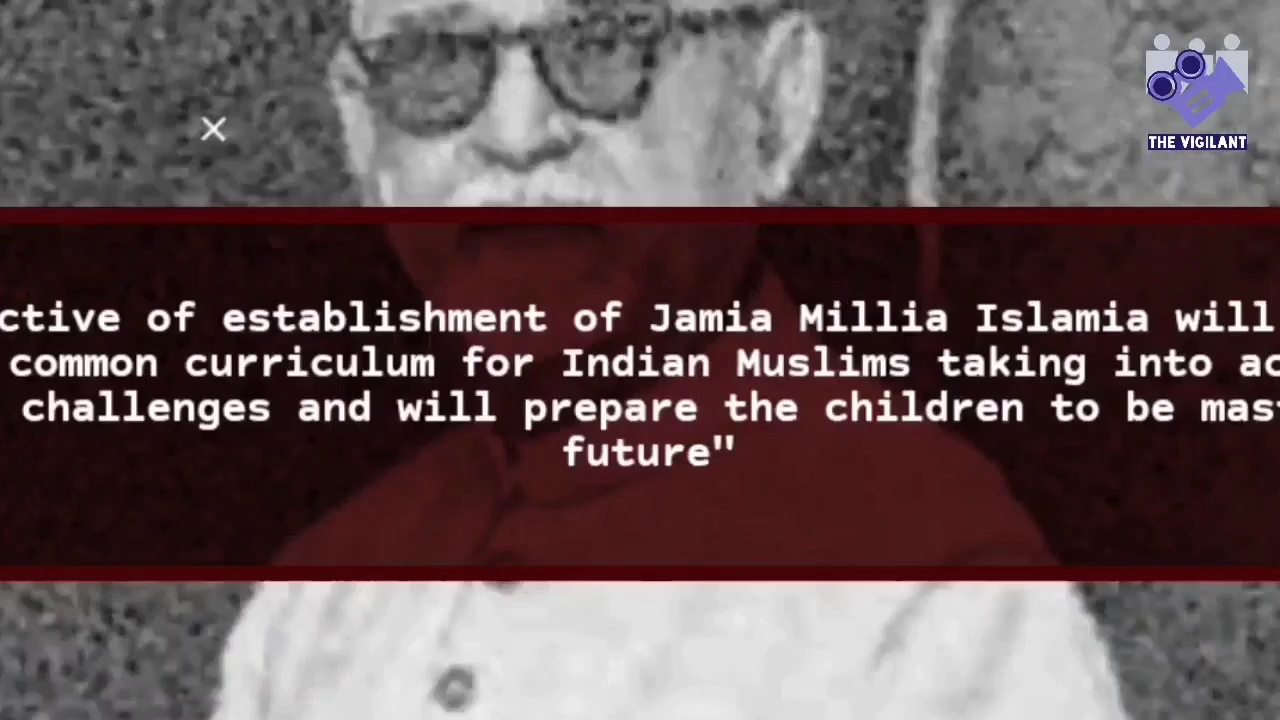 THE VIGILANT
ctive of establishment of Jamia Millia Islamia will
common curriculum for Indian Muslims taking into ac
challenges and will prepare the children to be mast
future"